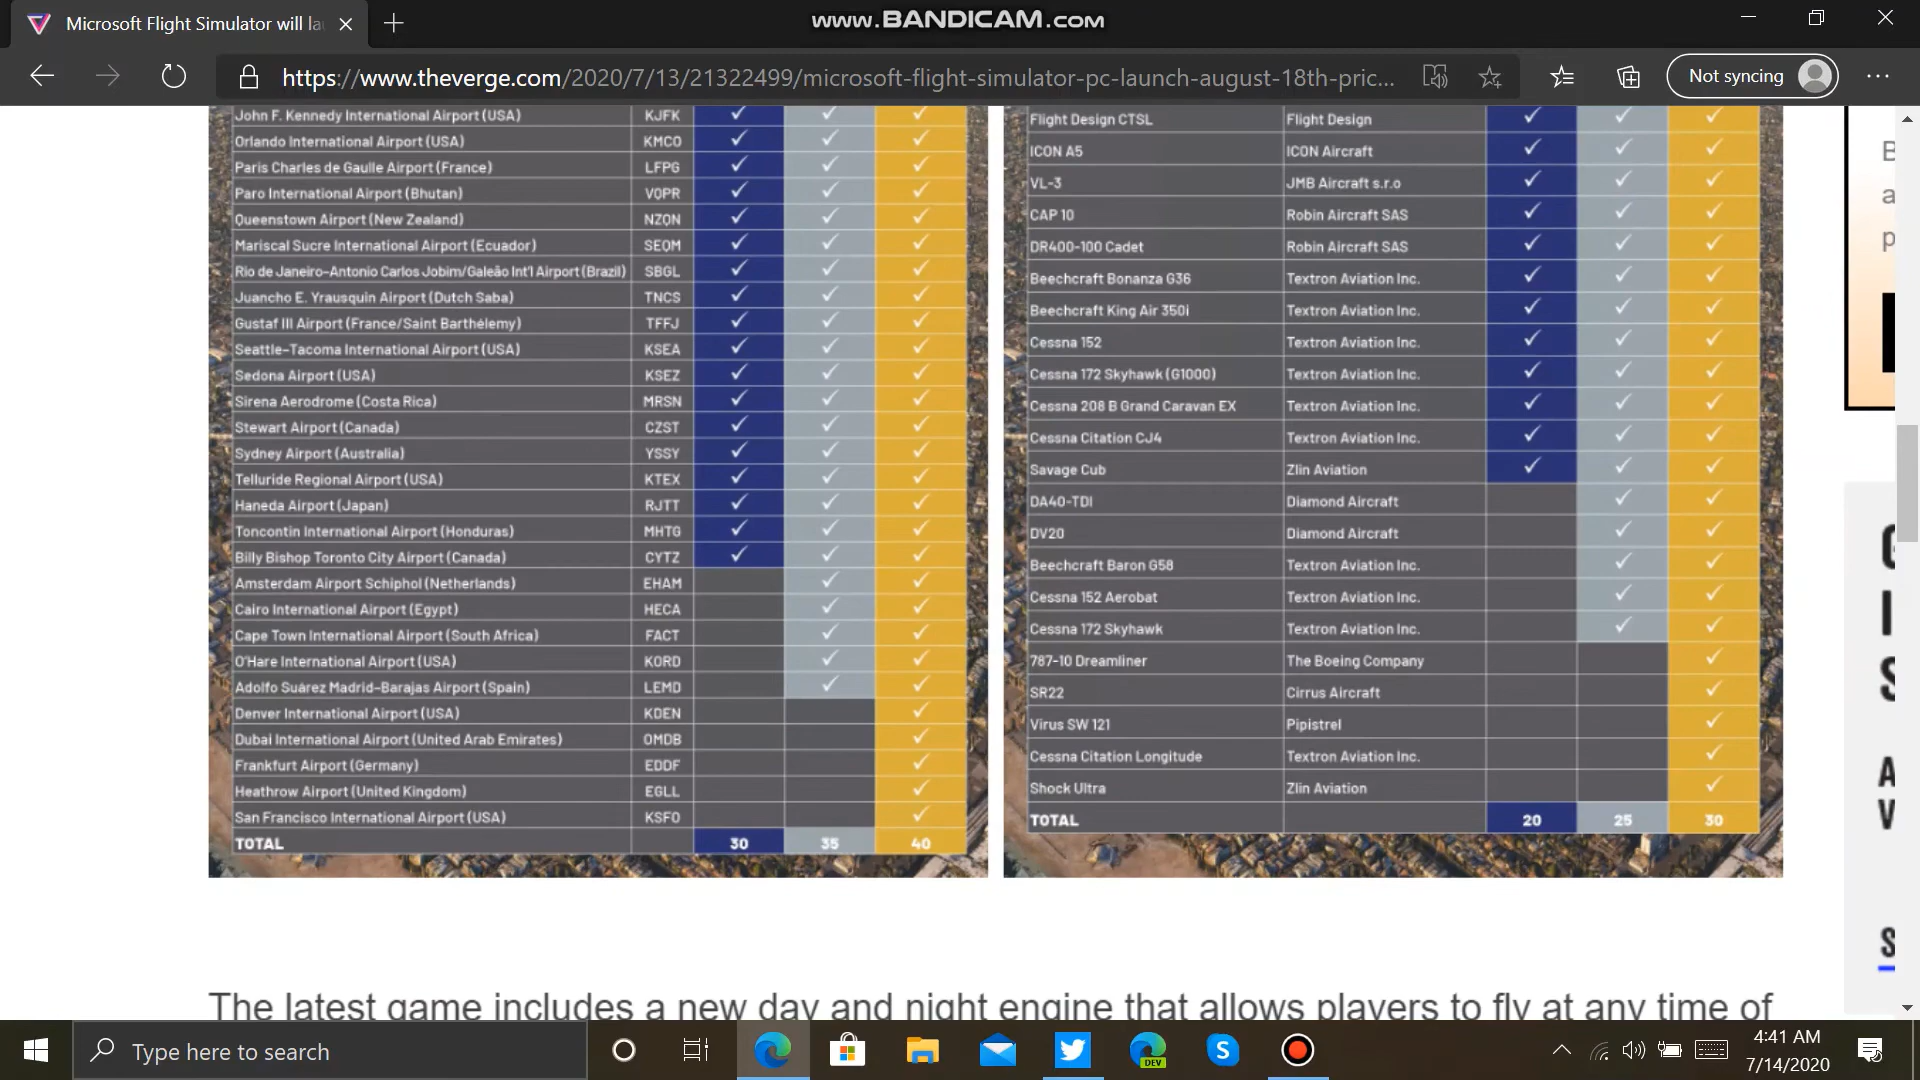 Microsoft Flight Simulator will la
www.BANDICAM.com
https://www.theverge.com/2020/7/13/21322499/microsoft-flight-simulator-pc-launch-august-18th-pric...
Not syncing
John F. Kennedy International Airport (USA) KJFK ✓ ✓ ✓
Orlando International Airport (USA) KMCO ✓ ✓ ✓
Paris Charles de Gaulle Airport (France) LFPG ✓ ✓ ✓
Paro International Airport (Bhutan) VQPR ✓ ✓ ✓
Queenstown Airport (New Zealand) NZQN ✓ ✓ ✓
Mariscal Sucre International Airport (Ecuador) SEQM ✓ ✓ ✓
Rio de Janeiro–Antonio Carlos Jobim/Galeão Int'l Airport (Brazil) SBGL ✓ ✓ ✓
Juancho E. Yrausquin Airport (Dutch Saba) TNCS ✓ ✓ ✓
Gustaf III Airport (France/Saint Barthélemy) TFFJ ✓ ✓ ✓
Seattle–Tacoma International Airport (USA) KSEA ✓ ✓ ✓
Sedona Airport (USA) KSEZ ✓ ✓ ✓
Sirena Aerodrome (Costa Rica) MRSN ✓ ✓ ✓
Stewart Airport (Canada) CZST ✓ ✓ ✓
Sydney Airport (Australia) YSSY ✓ ✓ ✓
Telluride Regional Airport (USA) KTEX ✓ ✓ ✓
Haneda Airport (Japan) RJTT ✓ ✓ ✓
Toncontin International Airport (Honduras) MHTG ✓ ✓ ✓
Billy Bishop Toronto City Airport (Canada) CYTZ ✓ ✓ ✓
Amsterdam Airport Schiphol (Netherlands) EHAM ✓ ✓
Cairo International Airport (Egypt) HECA ✓ ✓
Cape Town International Airport (South Africa) FACT ✓ ✓
O'Hare International Airport (USA) KORD ✓ ✓
Adolfo Suárez Madrid–Barajas Airport (Spain) LEMD ✓ ✓
Denver International Airport (USA) KDEN ✓
Dubai International Airport (United Arab Emirates) OMDB ✓
Frankfurt Airport (Germany) EDDF ✓
Heathrow Airport (United Kingdom) EGLL ✓
San Francisco International Airport (USA) KSFO ✓
TOTAL 30 35 40
Flight Design CTSL Flight Design ✓ ✓ ✓
ICON A5 ICON Aircraft ✓ ✓ ✓
VL-3 JMB Aircraft s.r.o ✓ ✓ ✓
CAP 10 Robin Aircraft SAS ✓ ✓ ✓
DR400-100 Cadet Robin Aircraft SAS ✓ ✓ ✓
Beechcraft Bonanza G36 Textron Aviation Inc. ✓ ✓ ✓
Beechcraft King Air 350i Textron Aviation Inc. ✓ ✓ ✓
Cessna 152 Textron Aviation Inc. ✓ ✓ ✓
Cessna 172 Skyhawk (G1000) Textron Aviation Inc. ✓ ✓ ✓
Cessna 208 B Grand Caravan EX Textron Aviation Inc. ✓ ✓ ✓
Cessna Citation CJ4 Textron Aviation Inc. ✓ ✓ ✓
Savage Cub Zlin Aviation ✓ ✓ ✓
DA40-TDI Diamond Aircraft ✓ ✓
DV20 Diamond Aircraft ✓ ✓
Beechcraft Baron G58 Textron Aviation Inc. ✓ ✓
Cessna 152 Aerobat Textron Aviation Inc. ✓ ✓
Cessna 172 Skyhawk Textron Aviation Inc. ✓ ✓
787-10 Dreamliner The Boeing Company ✓
SR22 Cirrus Aircraft ✓
Virus SW 121 Pipistrel ✓
Cessna Citation Longitude Textron Aviation Inc. ✓
Shock Ultra Zlin Aviation ✓
TOTAL 20 25 30
The latest game includes a new day and night engine that allows players to fly at any time of
Type here to search
DEV
4:41 AM
7/14/2020